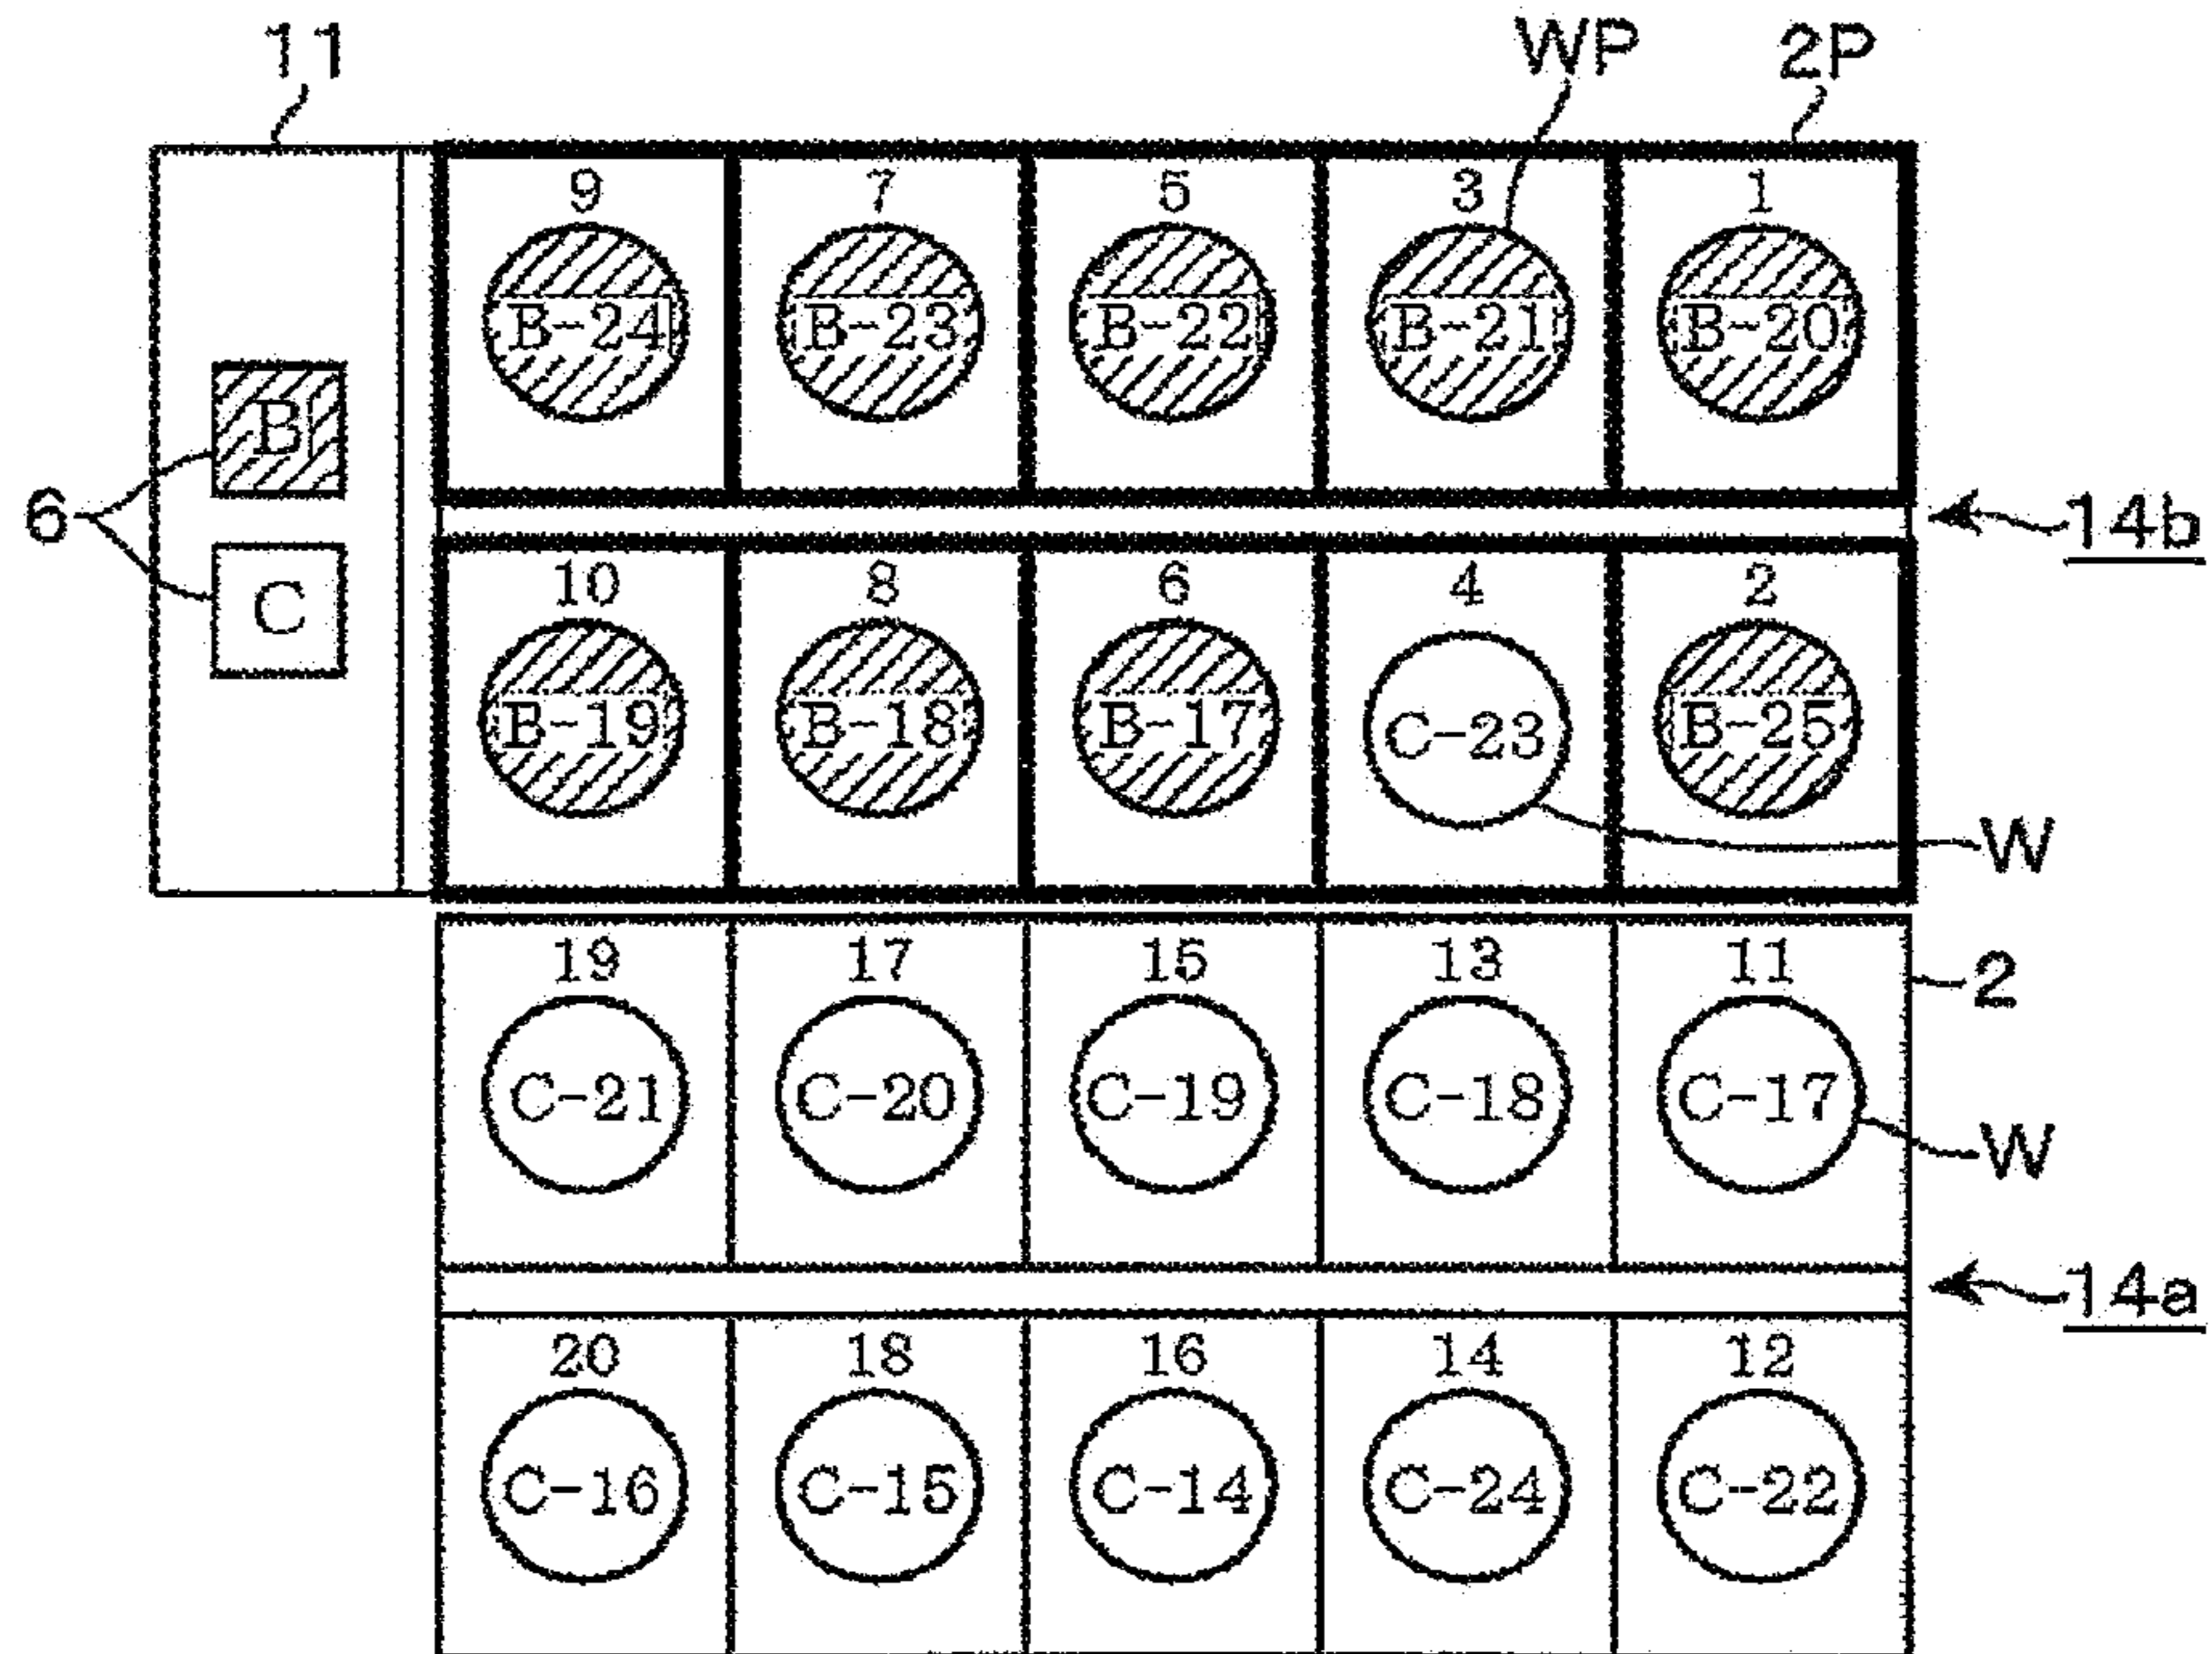 11 WP 2P
9 7 5 3 1
B-24 B-23 B-22 B-21 B-20
B
6
14b
C
10 8 6 4 2
B-19 B-18 B-17 C-23 B-25
W
19 17 15 13 11
2
C-21 C-20 C-19 C-18 C-17
W
14a
20 18 16 14 12
C-16 C-15 C-14 C-24 C-22